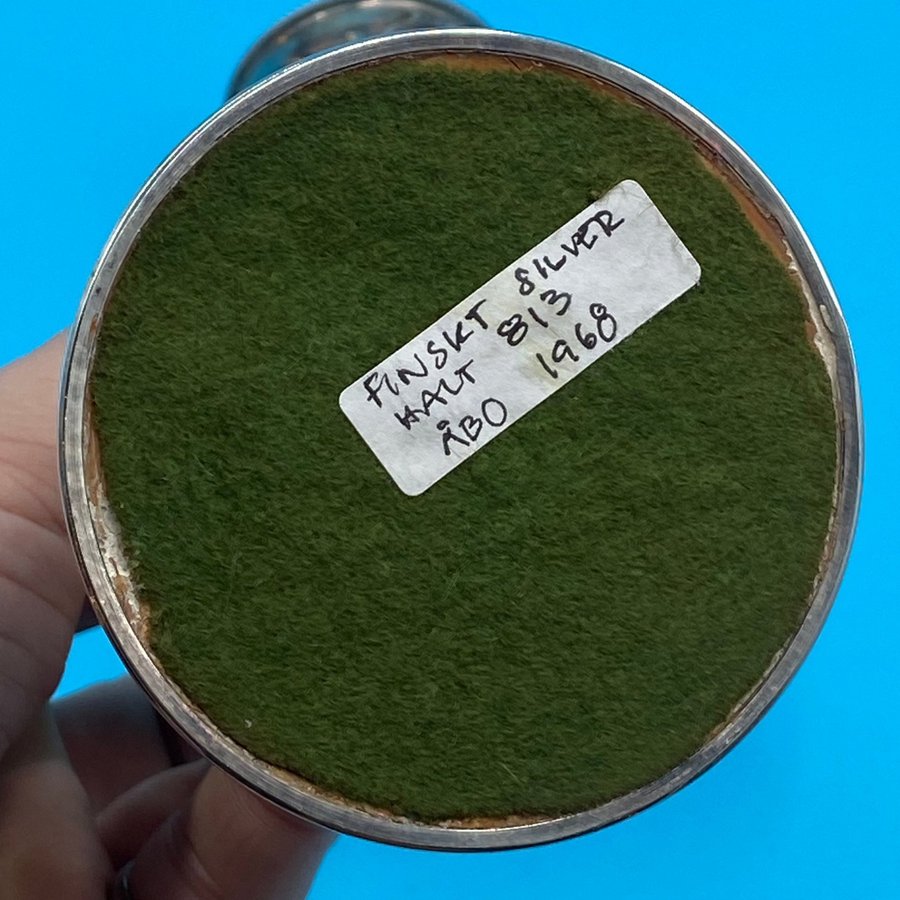 FINSKT SILVER
HALT 813
ÅBO 1968